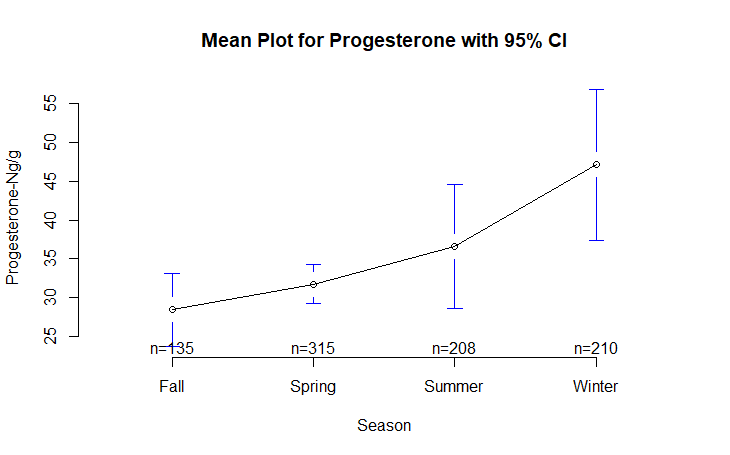 Mean Plot for Progesterone with 95% CI
Progesterone-Ng/g
55
50
45
40
35
30
25
n=135 n=315 n=208 n=210
Fall Spring Summer Winter
Season